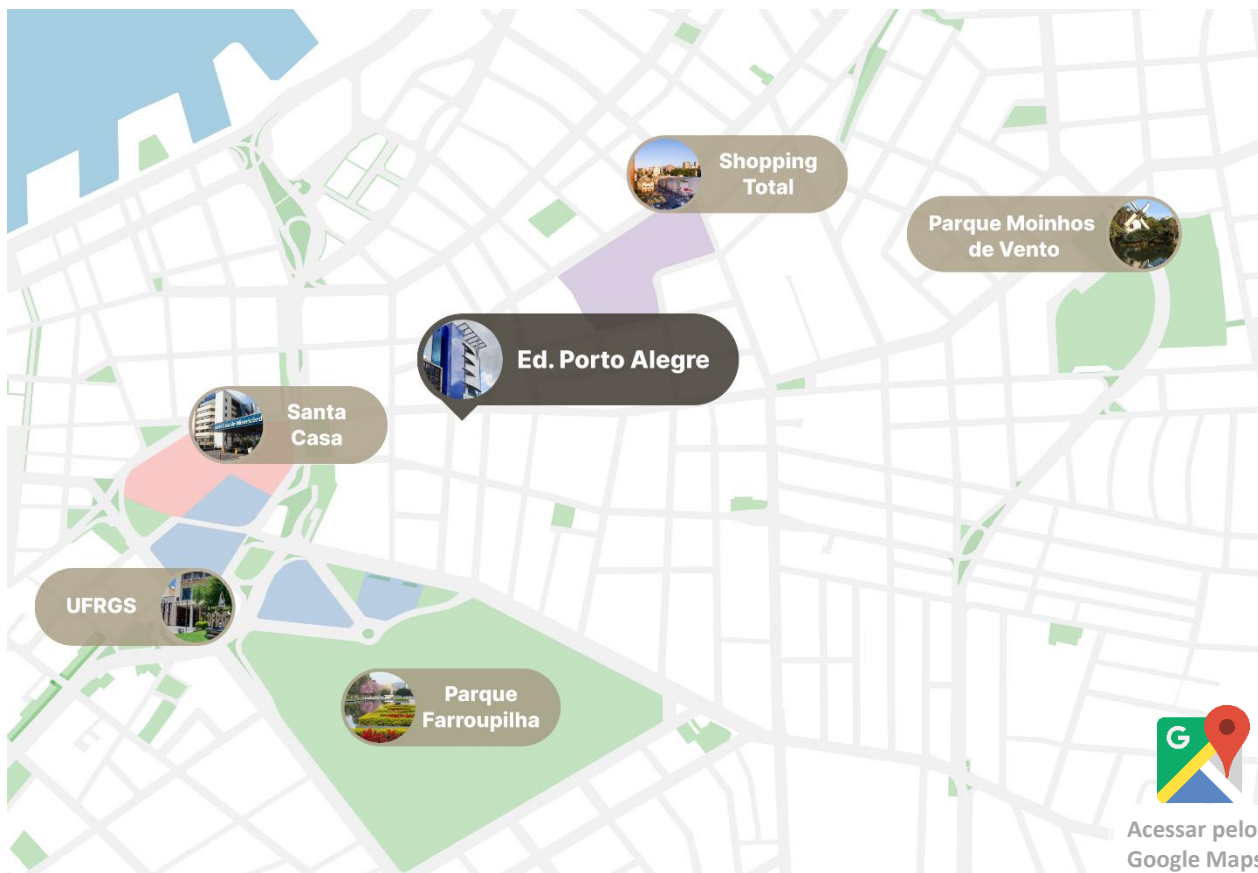 Shopping
Total
Parque Moinhos
de Vento
Ed. Porto Alegre
Santa
Casa
UFRGS
Parque
Farroupilha
G
Acessar pelo
Google Maps